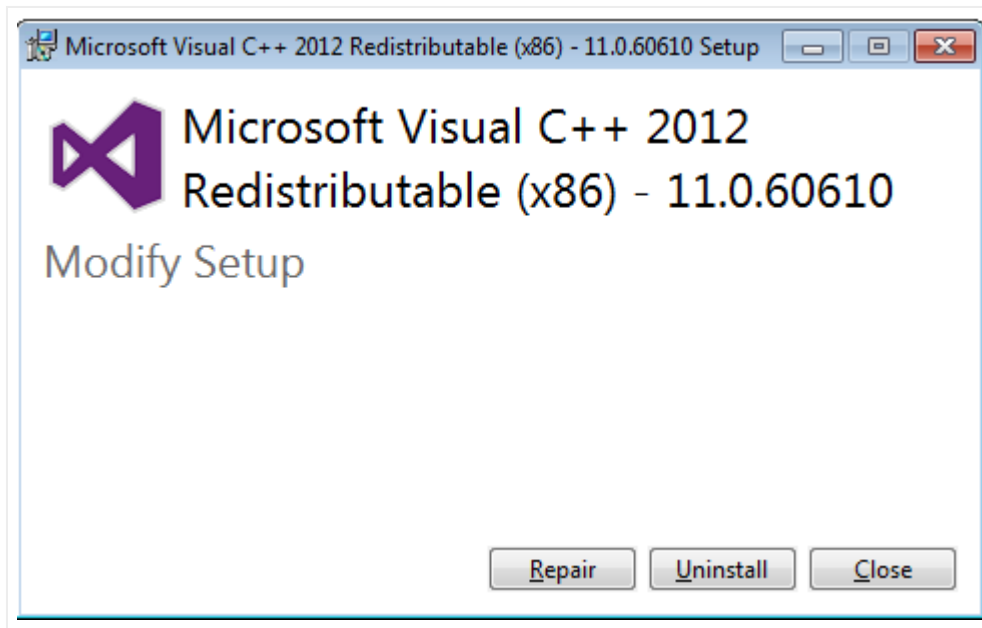 Microsoft Visual C++ 2012 Redistributable (x86) - 11.0.60610 Setup
Microsoft Visual C++ 2012
Redistributable (x86) - 11.0.60610
Modify Setup
Repair Uninstall Close